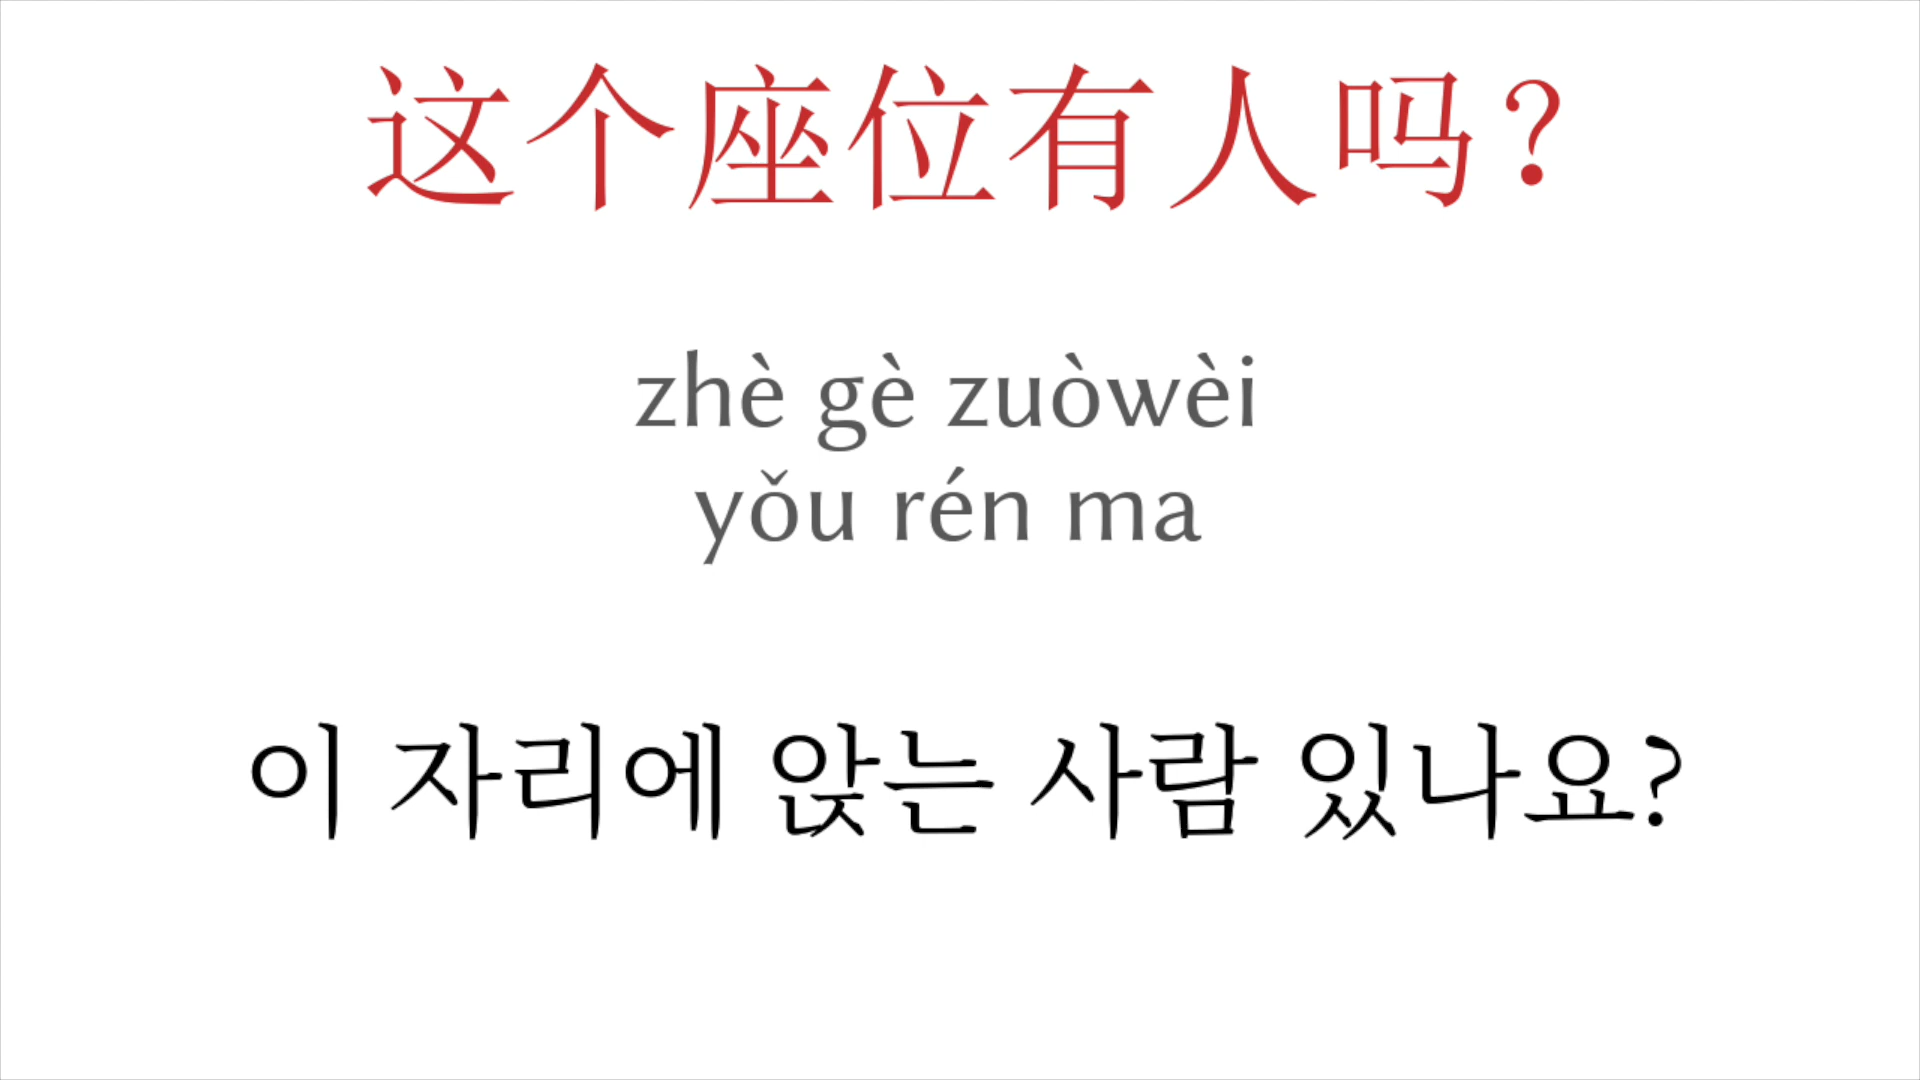 这个座位有人吗？
zhè gè zuòwèi
yǒu rén ma
이 자리에 앉는 사람 있나요?